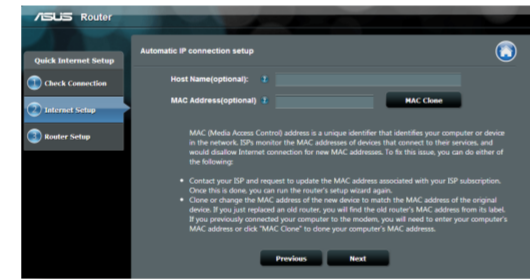 ASUS Router
Quick Internet Setup
1 Check Connection
2 Internet Setup
3 Router Setup
Automatic IP connection setup
Host Name(optional):
MAC Address(optional)
MAC Clone
MAC (Media Access Control) address is a unique identifier that identifies your computer or device
in the network. ISPs monitor the MAC addresses of devices that connect to their services, and
would disallow Internet connection for new MAC addresses. To fix this issue, you can do either of
the following:
• Contact your ISP and request to update the MAC address associated with your ISP subscription.
Once this is done, you can run the router's setup wizard again.
• Clone or change the MAC address of the new device to match the MAC address of the original
device. If you just replaced an old router, you will find the old router's MAC address from its label.
If you previously connected your computer to the modem, you will need to enter your computer's
MAC address or click "MAC Clone" to clone your computer's MAC addresss.
Previous
Next